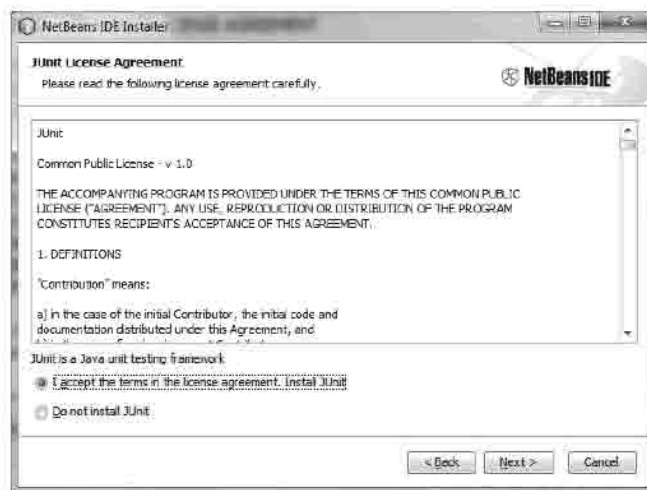 NetBeans IDE Installer
JUnit License Agreement
Please read the following license agreement carefully.
NetBeans IDE
JUnit
Common Public License - v 1.0
THE ACCOMPANYING PROGRAM IS PROVIDED UNDER THE TERMS OF THIS COMMON PUBLIC
LICENSE ("AGREEMENT"). ANY USE, REPRODUCTION OR DISTRIBUTION OF THE PROGRAM
CONSTITUTES RECIPIENT'S ACCEPTANCE OF THIS AGREEMENT.
1. DEFINITIONS
"Contribution" means:
a) in the case of the initial Contributor, the initial code and
documentation distributed under this Agreement, and
JUnit is a Java unit testing framework
I accept the terms in the license agreement. Install JUnit
Do not install JUnit
< Back
Next >
Cancel